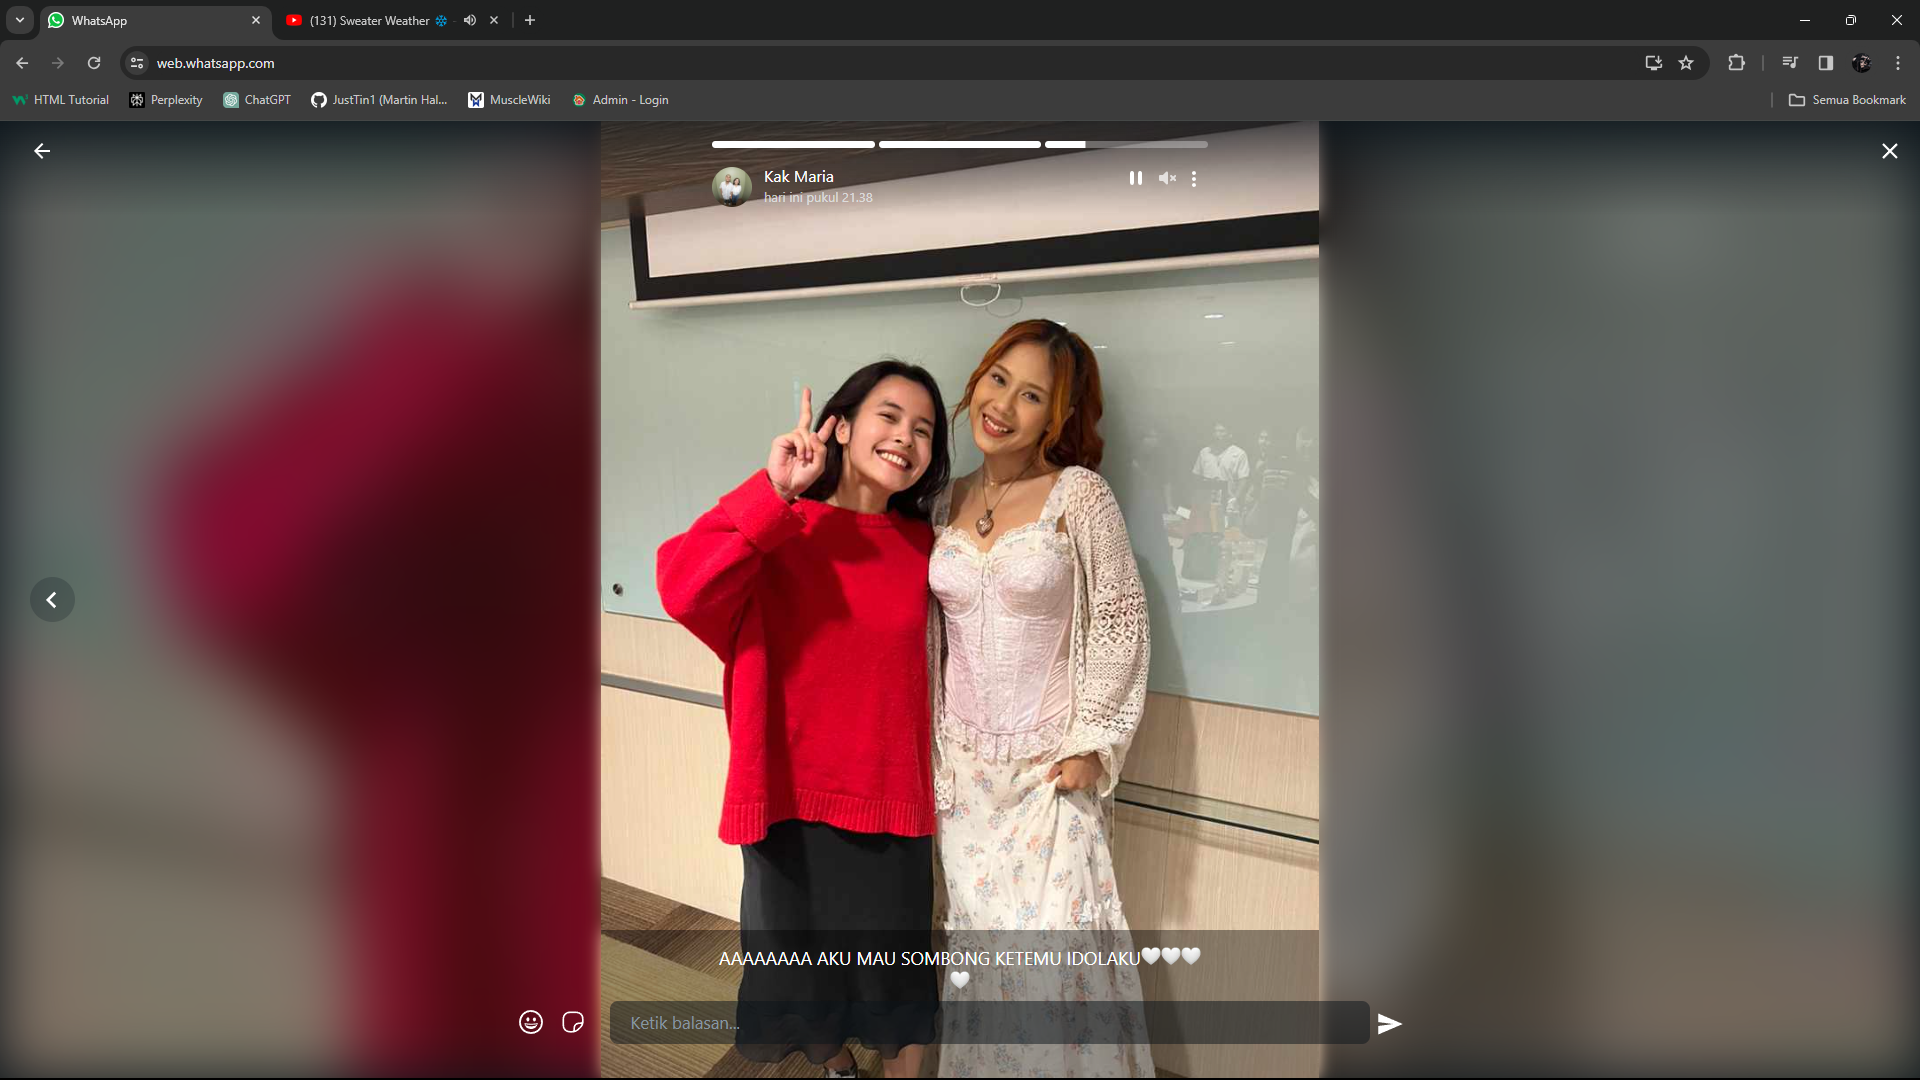 WhatsApp
(131) Sweater Weather
web.whatsapp.com
HTML Tutorial
Perplexity
ChatGPT
JustTin1 (Martin Hal...
MuscleWiki
Admin - Login
Semua Bookmark
Kak Maria
hari ini pukul 21.38
AAAAAAAA AKU MAU SOMBONG KETEMU IDOLAKU🤍🤍🤍
🤍
Ketik balasan...